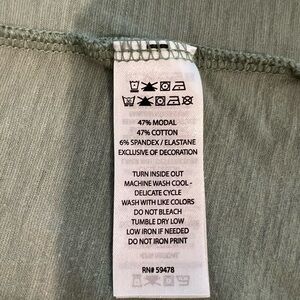 47% MODAL
47% COTTON
6% SPANDEX / ELASTANE
EXCLUSIVE OF DECORATION
TURN INSIDE OUT
MACHINE WASH COOL -
DELICATE CYCLE
WASH WITH LIKE COLORS
DO NOT BLEACH
TUMBLE DRY LOW
LOW IRON IF NEEDED
DO NOT IRON PRINT
RN# 59478